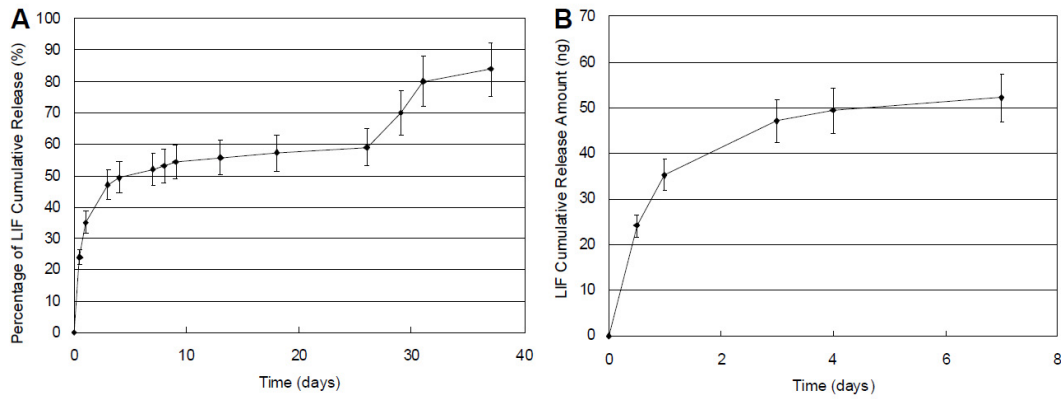 A
Percentage of LIF Cumulative Release (%)
100
90
80
70
60
50
40
30
20
10
0
0 10 20 30 40
Time (days)
B
LIF Cumulative Release Amount (ng)
70
60
50
40
30
20
10
0
0 2 4 6 8
Time (days)